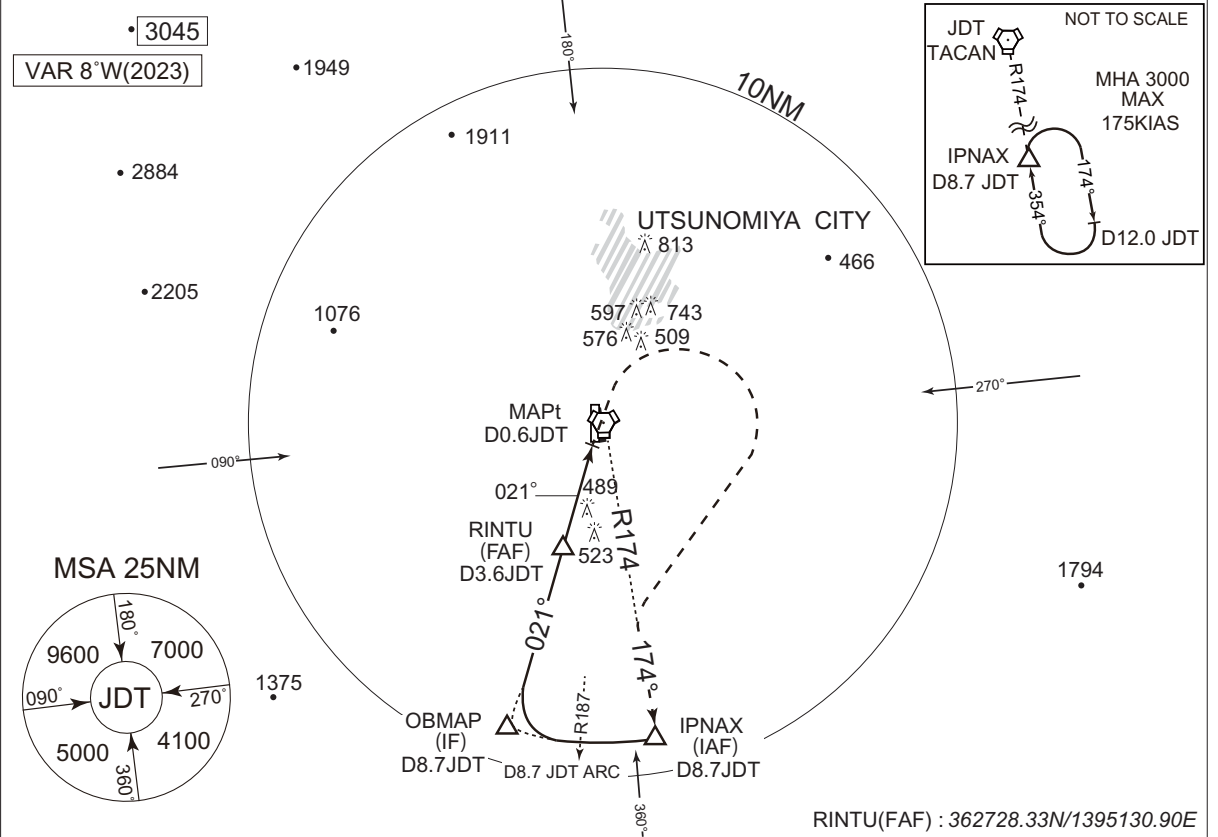 3045
VAR 8°W(2023)
1949
180°
10NM
1911
2884
JDT
TACAN
NOT TO SCALE
R174
MHA 3000
MAX
175KIAS
IPNAX
D8.7 JDT
174°
354°
D12.0 JDT
UTSUNOMIYA CITY
813
466
2205
1076
597
743
576
509
270°
MAPt
D0.6JDT
090°
021°
489
RINTU
(FAF)
D3.6JDT
523
R174
1794
MSA 25NM
180°
9600
7000
090°
JDT
270°
5000
4100
360°
1375
021°
174°
R187
OBMAP
(IF)
D8.7JDT
D8.7 JDT ARC
IPNAX
(IAF)
D8.7JDT
360°
RINTU(FAF) : 362728.33N/1395130.90E